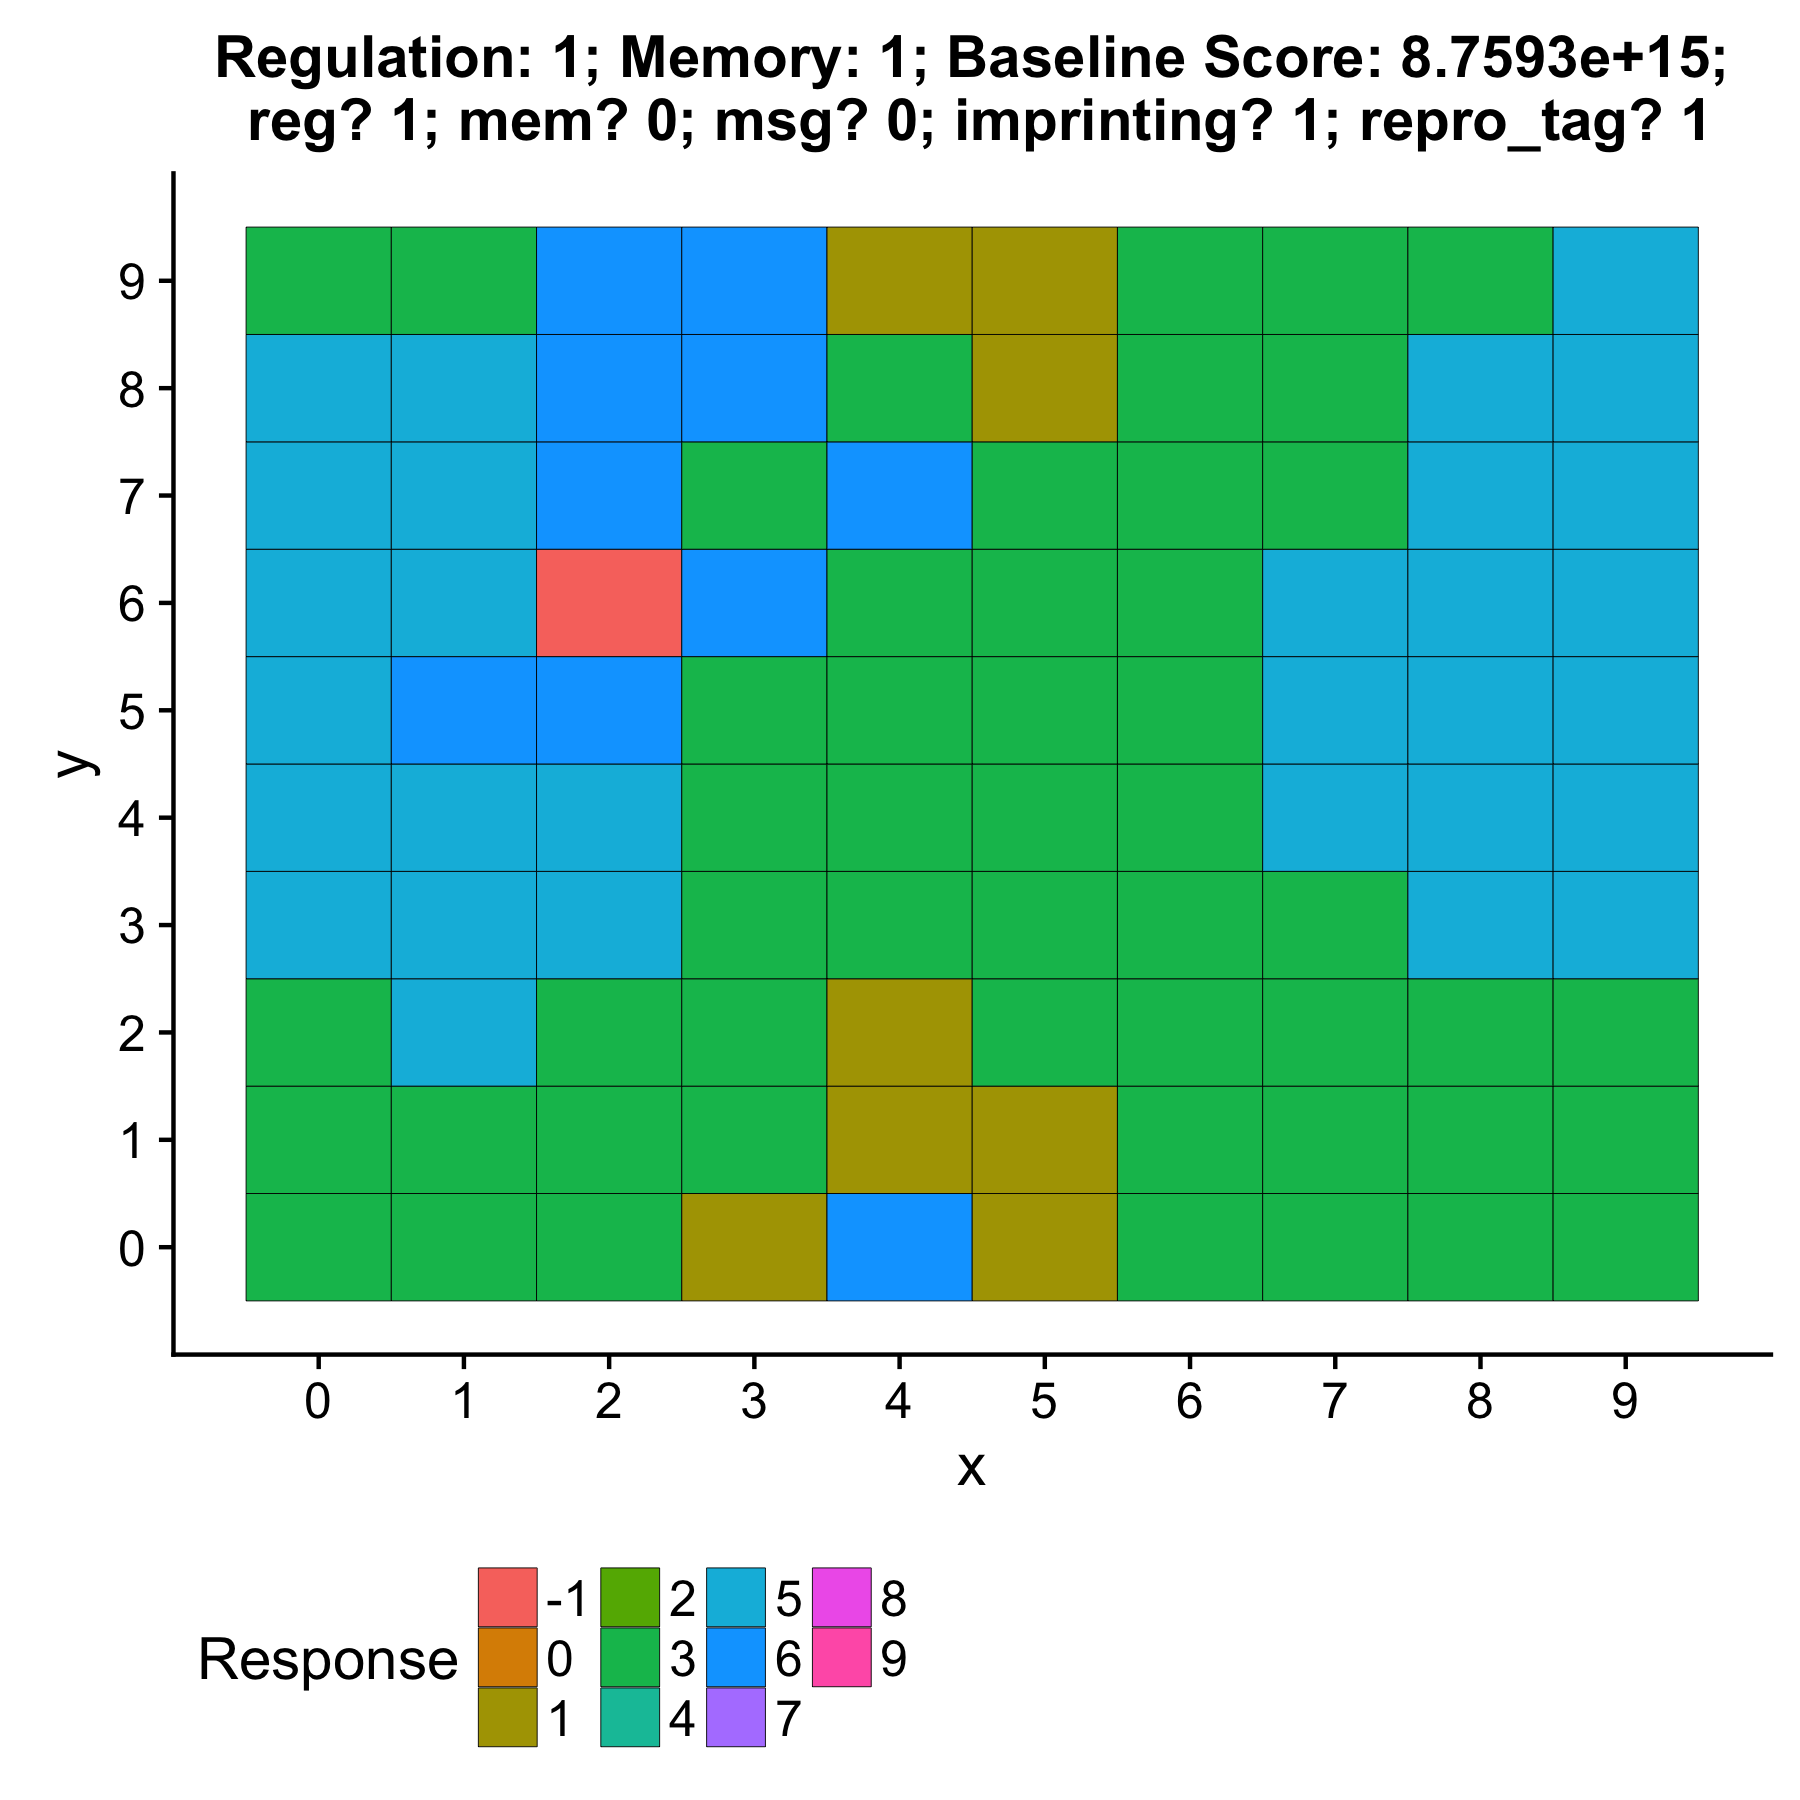 Regulation: 1; Memory: 1; Baseline Score: 8.7593e+15;
reg? 1; mem? 0; msg? 0; imprinting? 1; repro_tag? 1
9
8
7
6
5
4
3
2
1
0
y
0 1 2 3 4 5 6 7 8 9
x
Response
-1 2 5 8
0 3 6 9
1 4 7